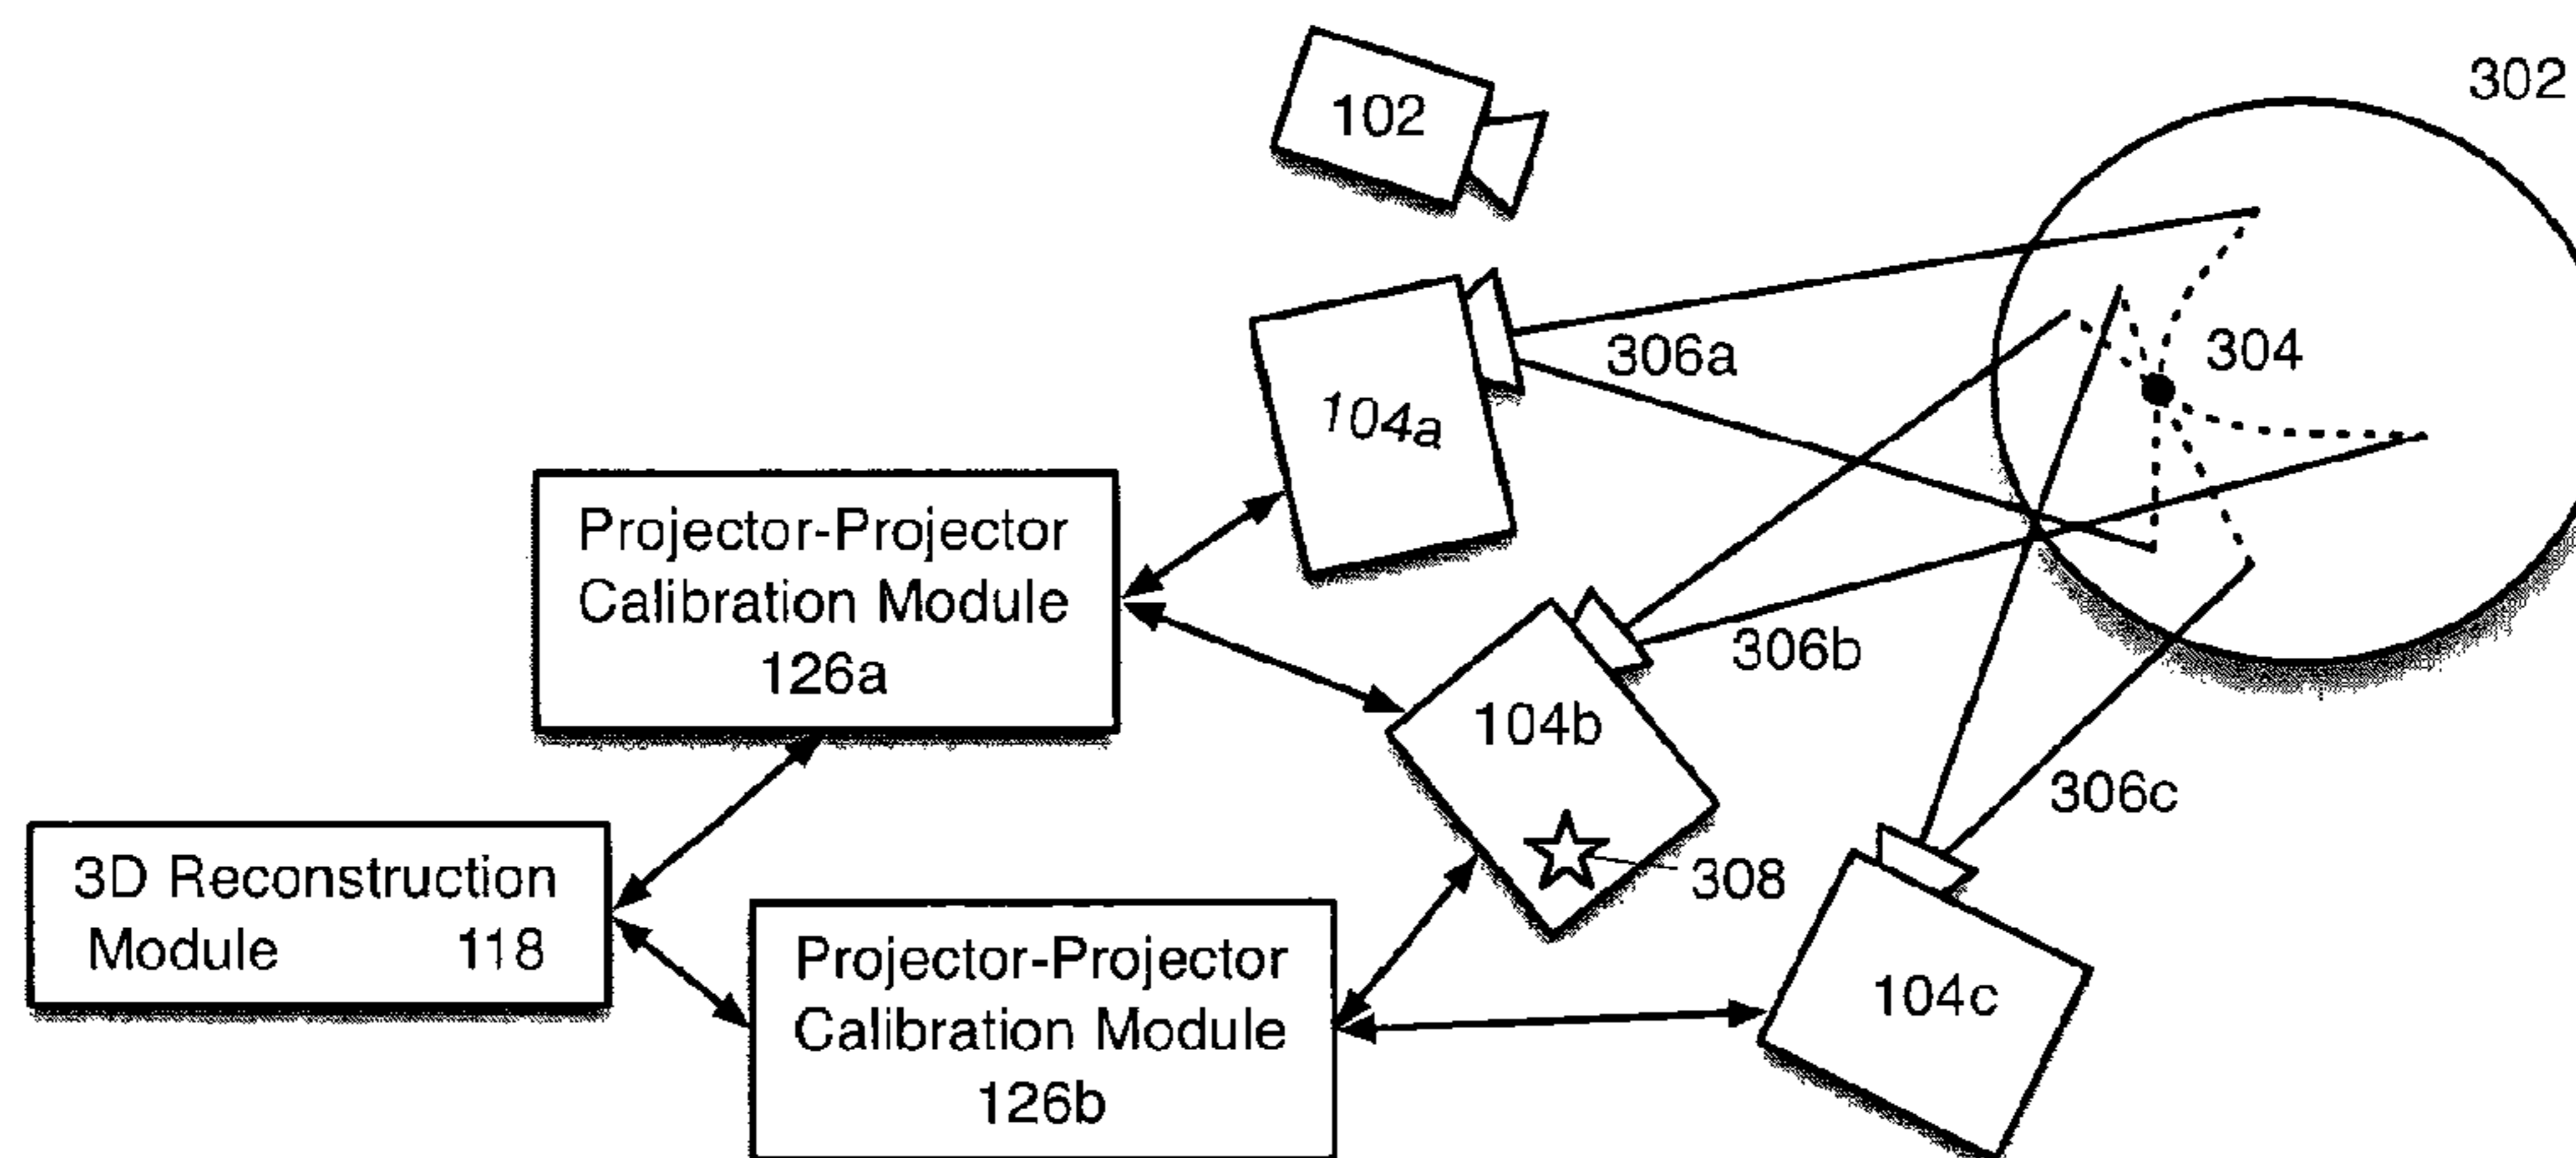 102
302
306a
304
104a
Projector-Projector
Calibration Module
126a
306b
104b
306c
3D Reconstruction
Module 118
308
Projector-Projector
Calibration Module
126b
104c